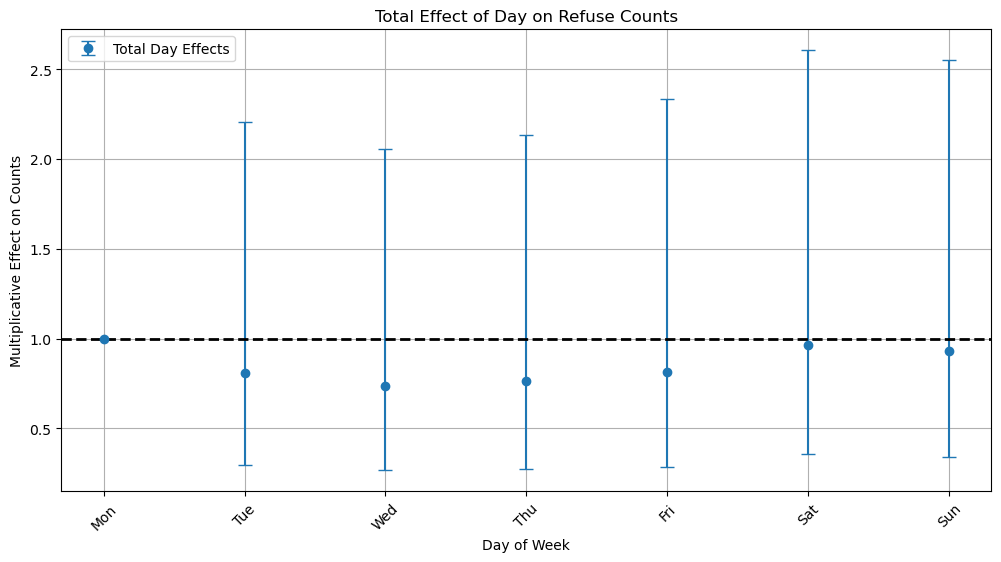 Total Effect of Day on Refuse Counts
Total Day Effects
Multiplicative Effect on Counts
2.5
2.0
1.5
1.0
0.5
Mon
Tue
Wed
Thu
Fri
Sat
Sun
Day of Week